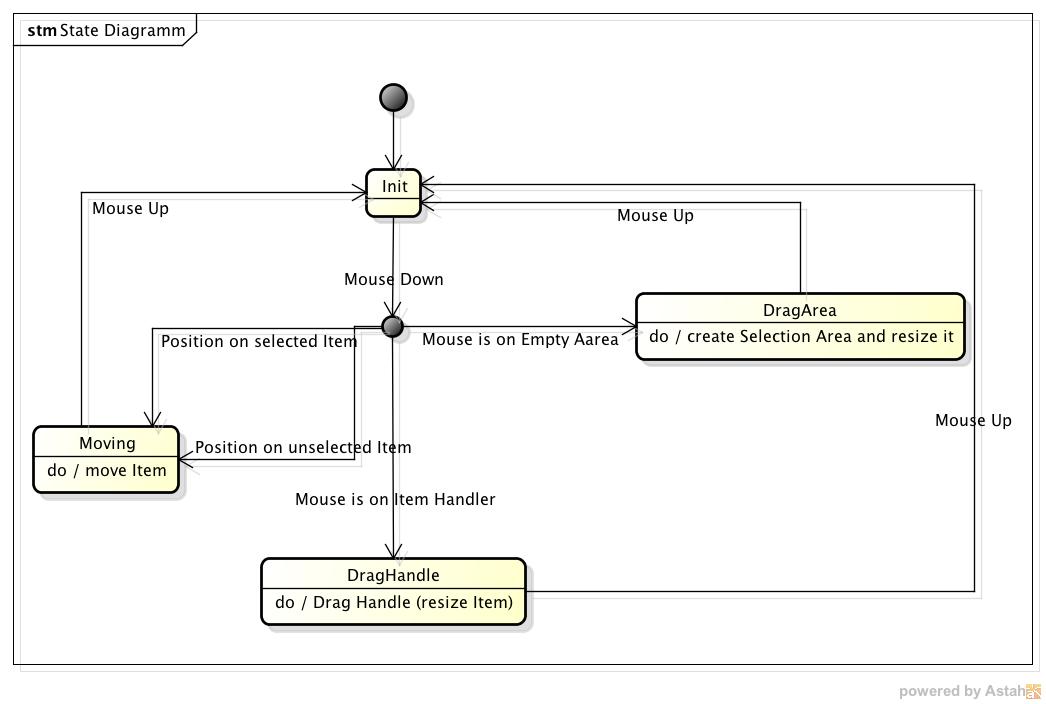 stm State Diagramm
Init
Mouse Up
Mouse Up
Mouse Down
DragArea
do / create Selection Area and resize it
Position on selected Item
Mouse is on Empty Aarea
Mouse Up
Moving
do / move Item
Position on unselected Item
Mouse is on Item Handler
DragHandle
do / Drag Handle (resize Item)
powered by Astah